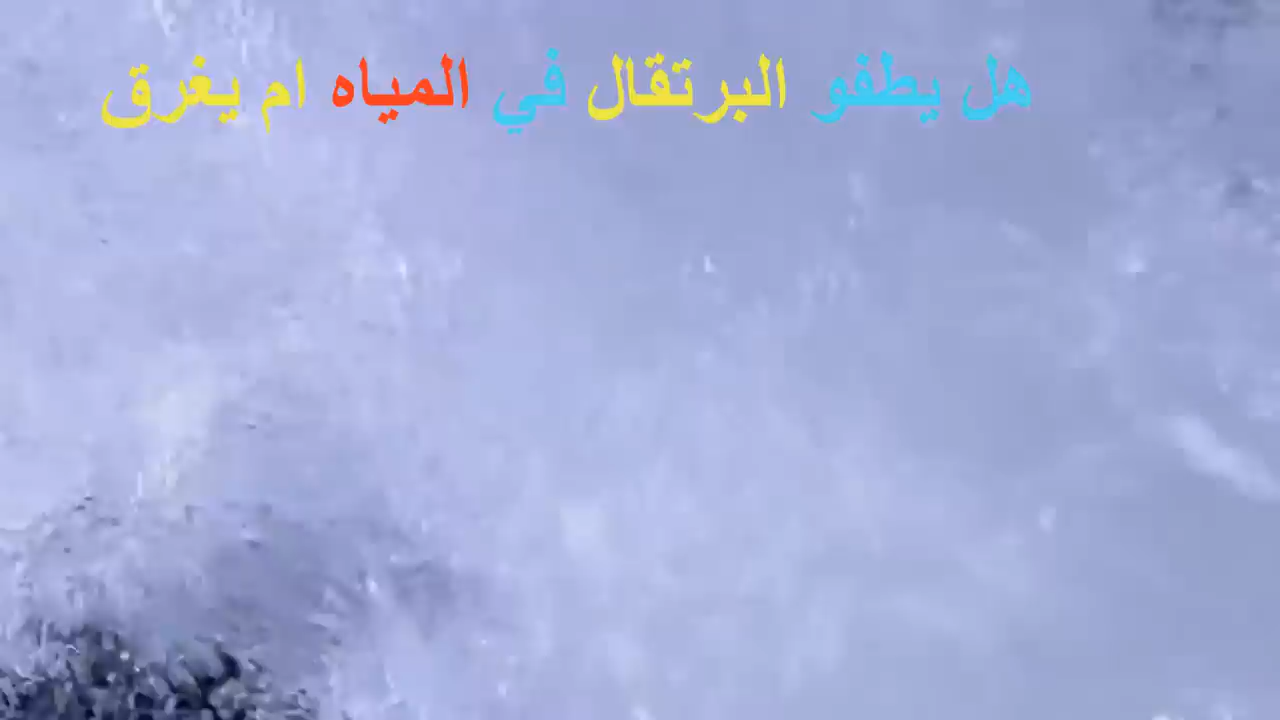 هل يطفو البرتقال في المياه ام يغرق